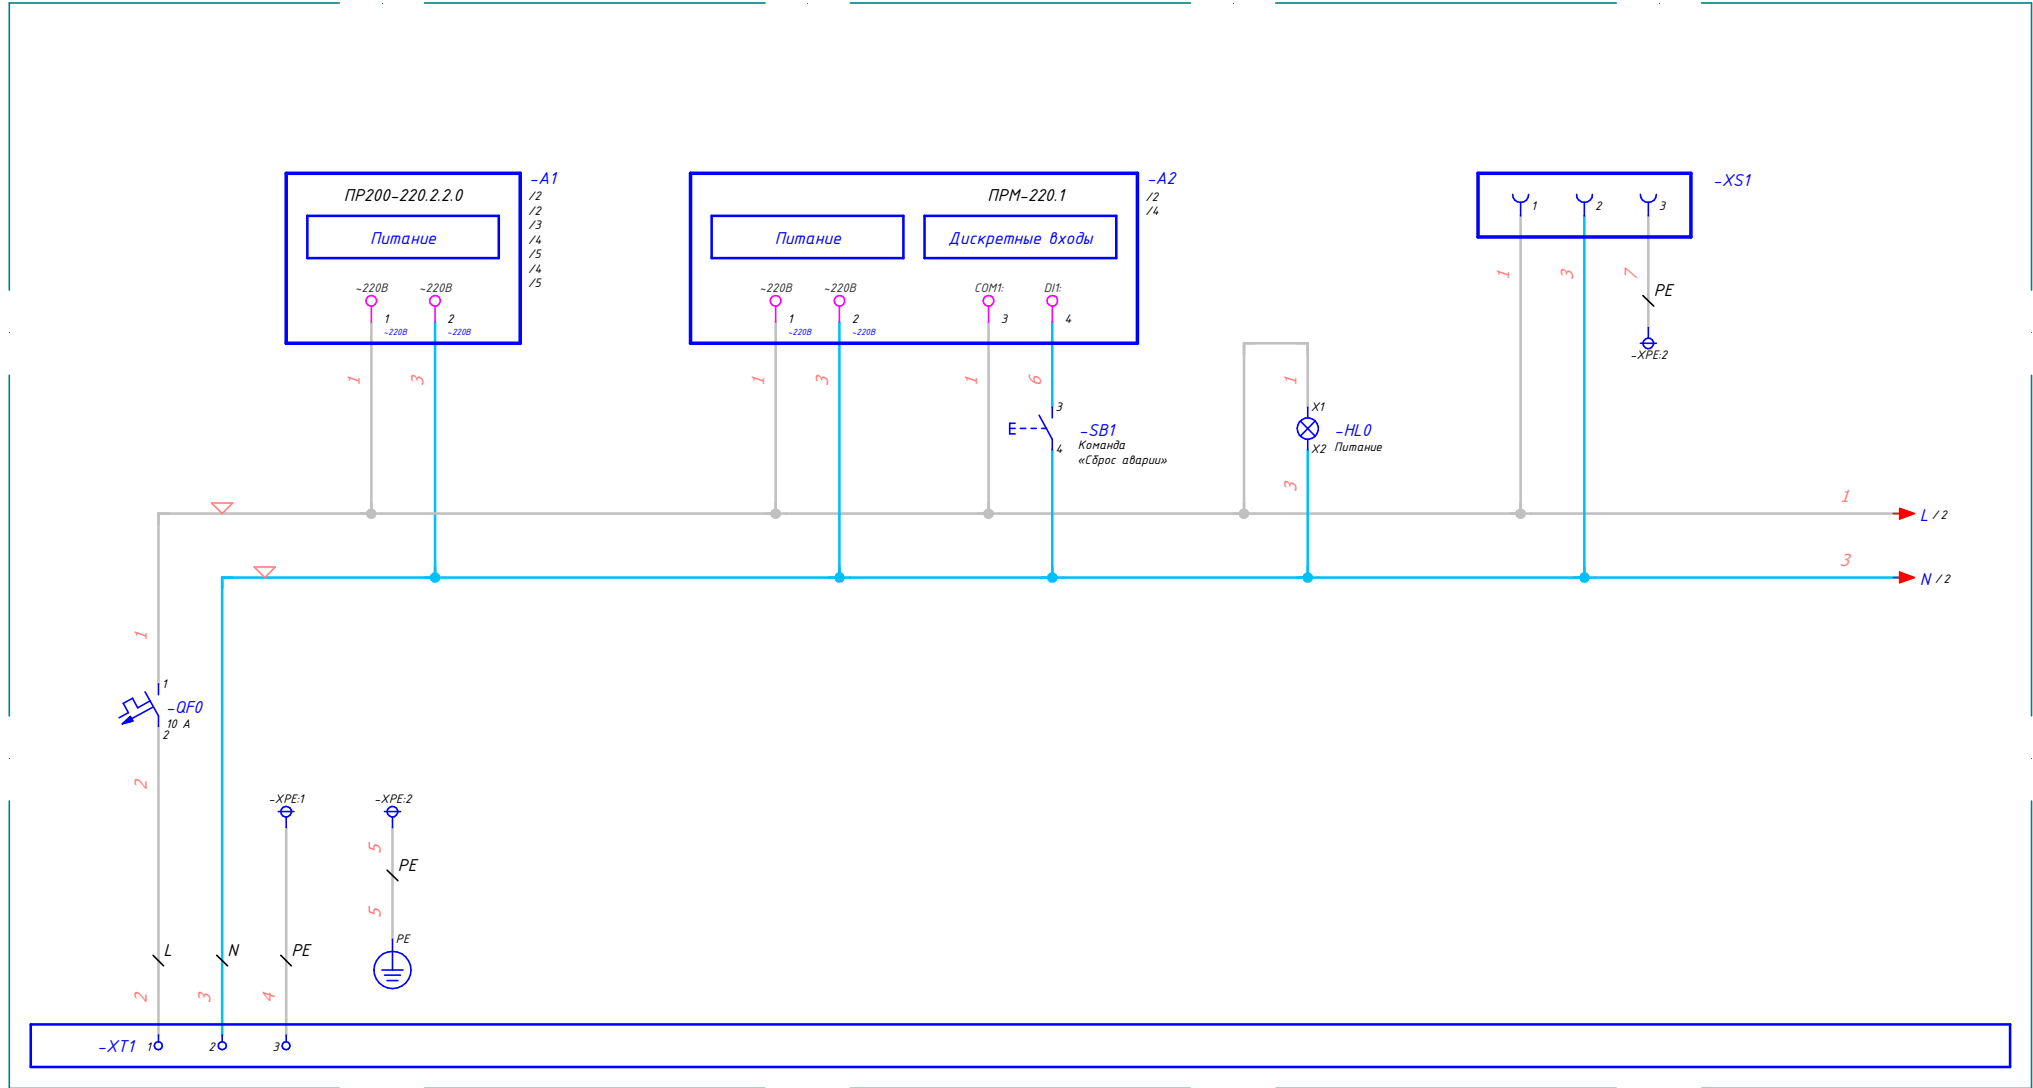 ПР200-220.2.2.0
Питание
~220В ~220В
1 2
~220В ~220В
-A1
/2
/2
/3
/4
/5
/4
/5
ПРМ-220.1
Питание Дискретные входы
~220В ~220В COM1: DI1:
1 2 3 4
~220В ~220В
-A2
/2
/4
-XS1
1 2 3
1 3 7
PE
-XPE:2
1 3 1 3 1 6 1
3
-SB1
4
Команда
«Сброс аварии»
X1
-HL0
X2 Питание
3
1
L /2
3
N /2
1
1
-QF0
10 A
2
2
-XPE:1 -XPE:2
5
PE
5
PE
L N PE
2 3 4
-XT1 1 2 3